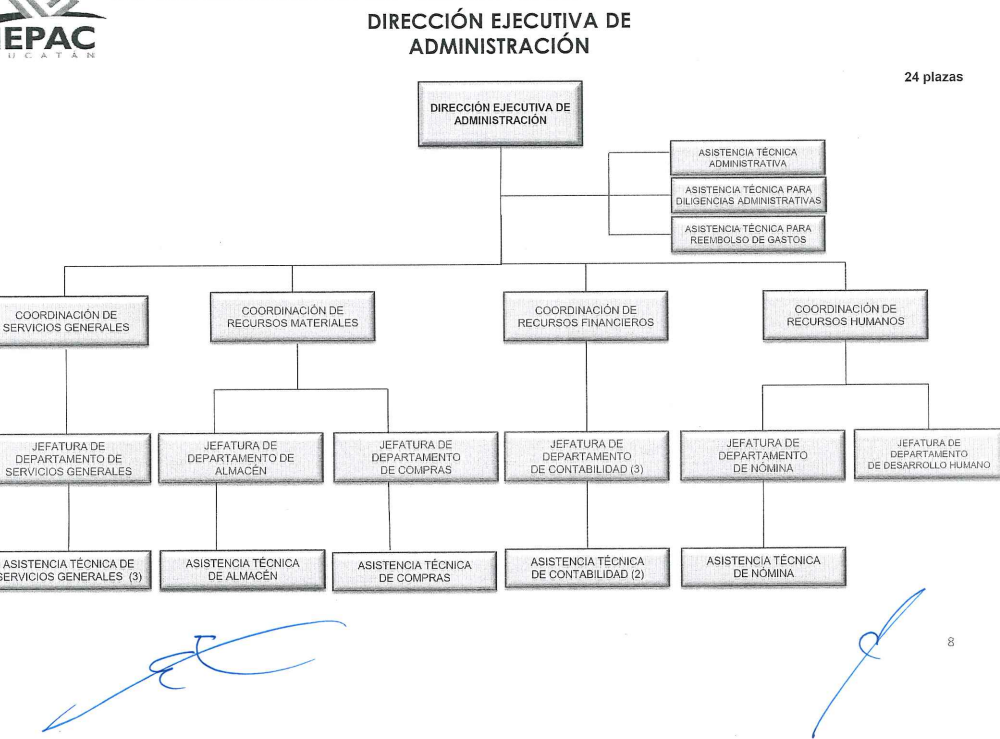 IEPAC
YUCATÁN
DIRECCIÓN EJECUTIVA DE
ADMINISTRACIÓN
24 plazas
DIRECCIÓN EJECUTIVA DE
ADMINISTRACIÓN
ASISTENCIA TÉCNICA
ADMINISTRATIVA
ASISTENCIA TÉCNICA PARA
DILIGENCIAS ADMINISTRATIVAS
ASISTENCIA TÉCNICA PARA
REEMBOLSO DE GASTOS
COORDINACIÓN DE
SERVICIOS GENERALES
COORDINACIÓN DE
RECURSOS MATERIALES
COORDINACIÓN DE
RECURSOS FINANCIEROS
COORDINACIÓN DE
RECURSOS HUMANOS
JEFATURA DE
DEPARTAMENTO DE
SERVICIOS GENERALES
JEFATURA DE
DEPARTAMENTO DE
ALMACÉN
JEFATURA DE
DEPARTAMENTO
DE COMPRAS
JEFATURA DE
DEPARTAMENTO
DE CONTABILIDAD (3)
JEFATURA DE
DEPARTAMENTO
DE NÓMINA
JEFATURA DE
DEPARTAMENTO
DE DESARROLLO HUMANO
ASISTENCIA TÉCNICA DE
SERVICIOS GENERALES (3)
ASISTENCIA TÉCNICA
DE ALMACÉN
ASISTENCIA TÉCNICA
DE COMPRAS
ASISTENCIA TÉCNICA
DE CONTABILIDAD (2)
ASISTENCIA TÉCNICA
DE NÓMINA
8